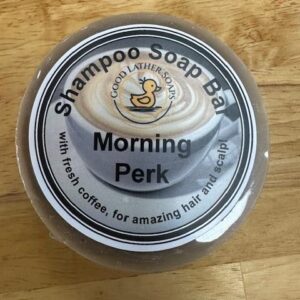 Shampoo Soap Bar
GOOD LATHER SOAPS
Morning
Perk
with fresh coffee, for amazing hair and scalp!